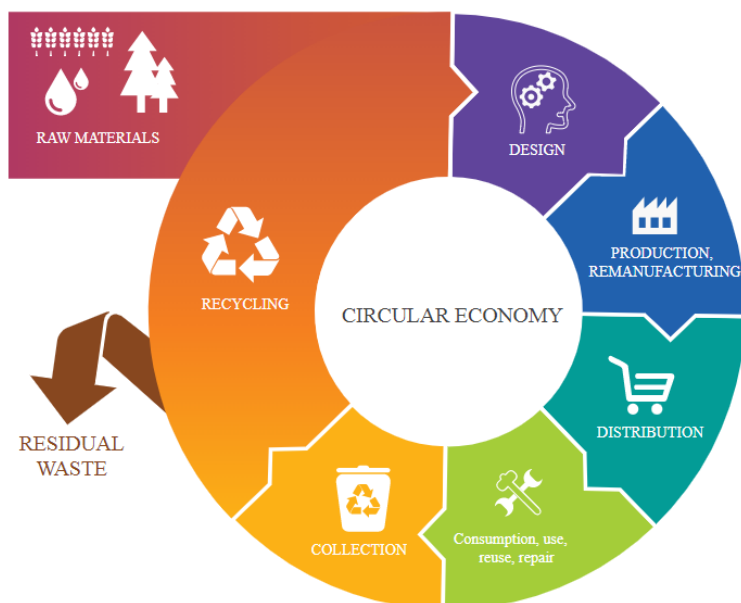 RAW MATERIALS
DESIGN
PRODUCTION,
REMANUFACTURING
RECYCLING
CIRCULAR ECONOMY
DISTRIBUTION
RESIDUAL
WASTE
COLLECTION
Consumption, use,
reuse, repair